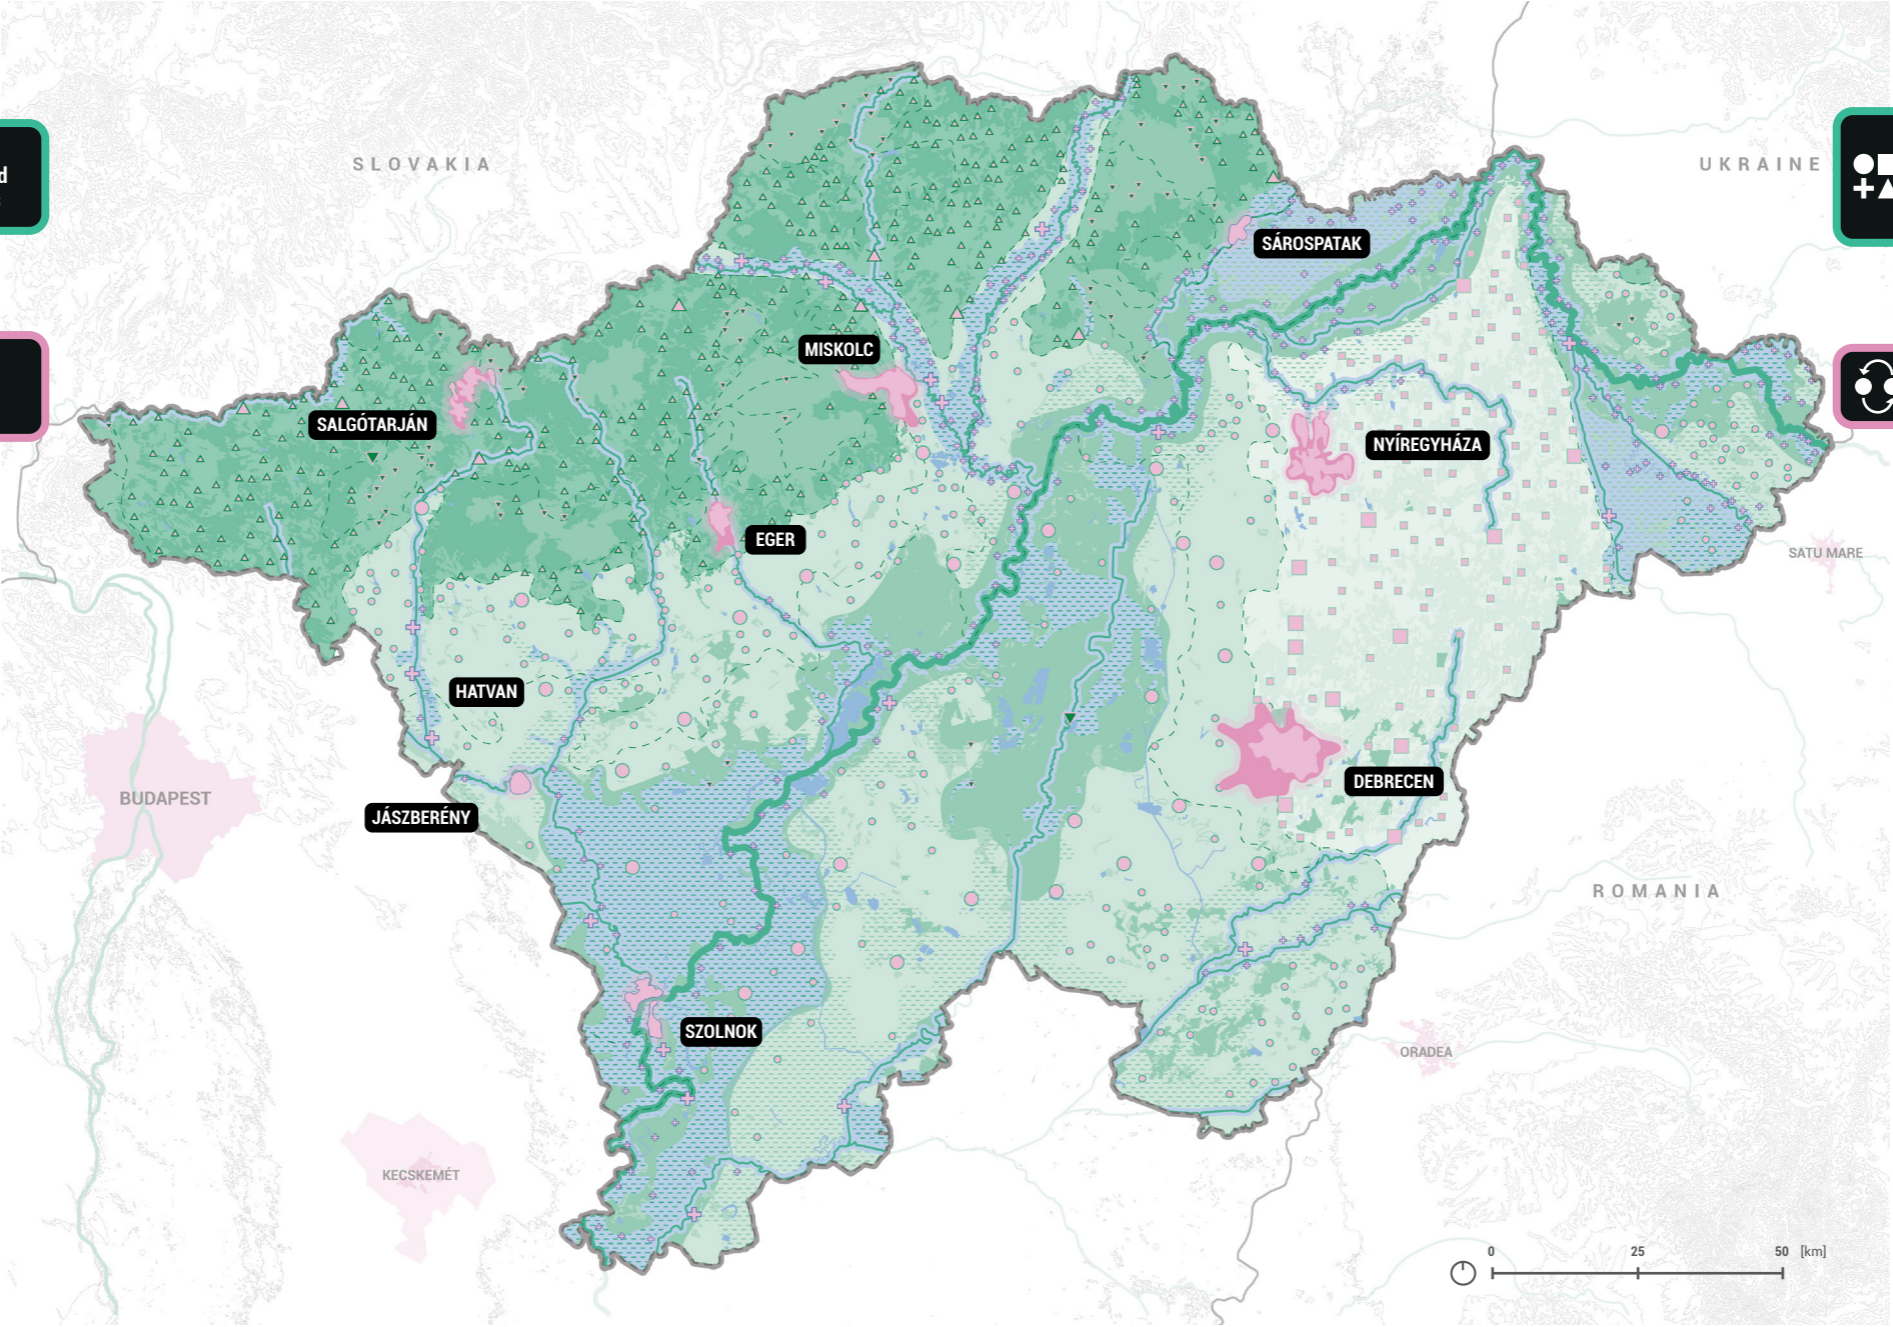 SLOVAKIA
UKRAINE
d
SÁROSPATAK
MISKOLC
SALGÓTARJÁN
NYÍREGYHÁZA
EGER
SATU MARE
HATVAN
DEBRECEN
BUDAPEST
JÁSZBERÉNY
ROMANIA
SZOLNOK
ORADEA
KECSKEMÉT
0 25 50 [km]